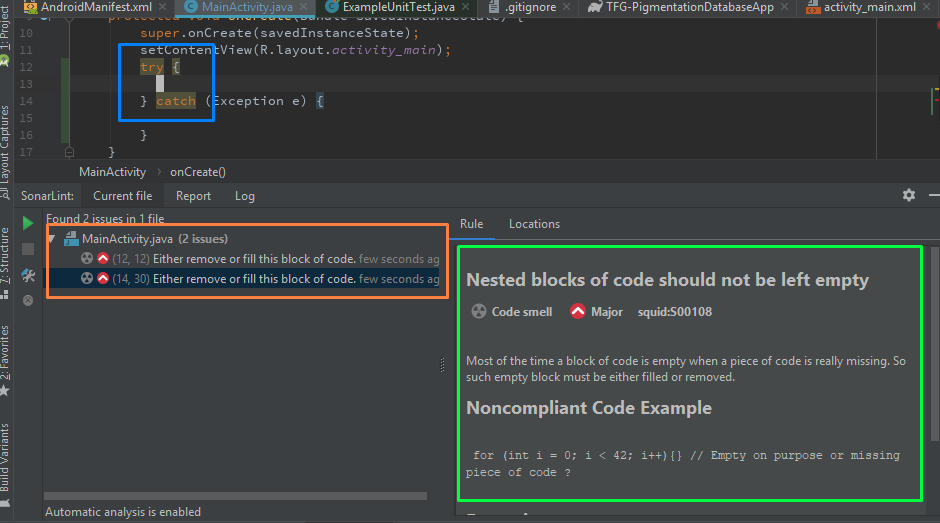 AndroidManifest.xml MainActivity.java ExampleUnitTest.java .gitignore TFG-PigmentationDatabaseApp activity_main.xml
1: Project
10 super.onCreate(savedInstanceState);
11 setContentView(R.layout.activity_main);
12 try {
13
14 } catch (Exception e) {
15
16 }
17 }
Layout Captures
MainActivity onCreate()
SonarLint: Current file Report Log
Found 2 issues in 1 file
MainActivity.java (2 issues)
(12, 12) Either remove or fill this block of code. few seconds ag
(14, 30) Either remove or fill this block of code. few seconds ag
7: Structure
2: Favorites
Build Variants
Rule Locations
Nested blocks of code should not be left empty
Code smell Major squid:S00108
Most of the time a block of code is empty when a piece of code is really missing. So
such empty block must be either filled or removed.
Noncompliant Code Example
for (int i = 0; i < 42; i++){} // Empty on purpose or missing
piece of code ?
Automatic analysis is enabled